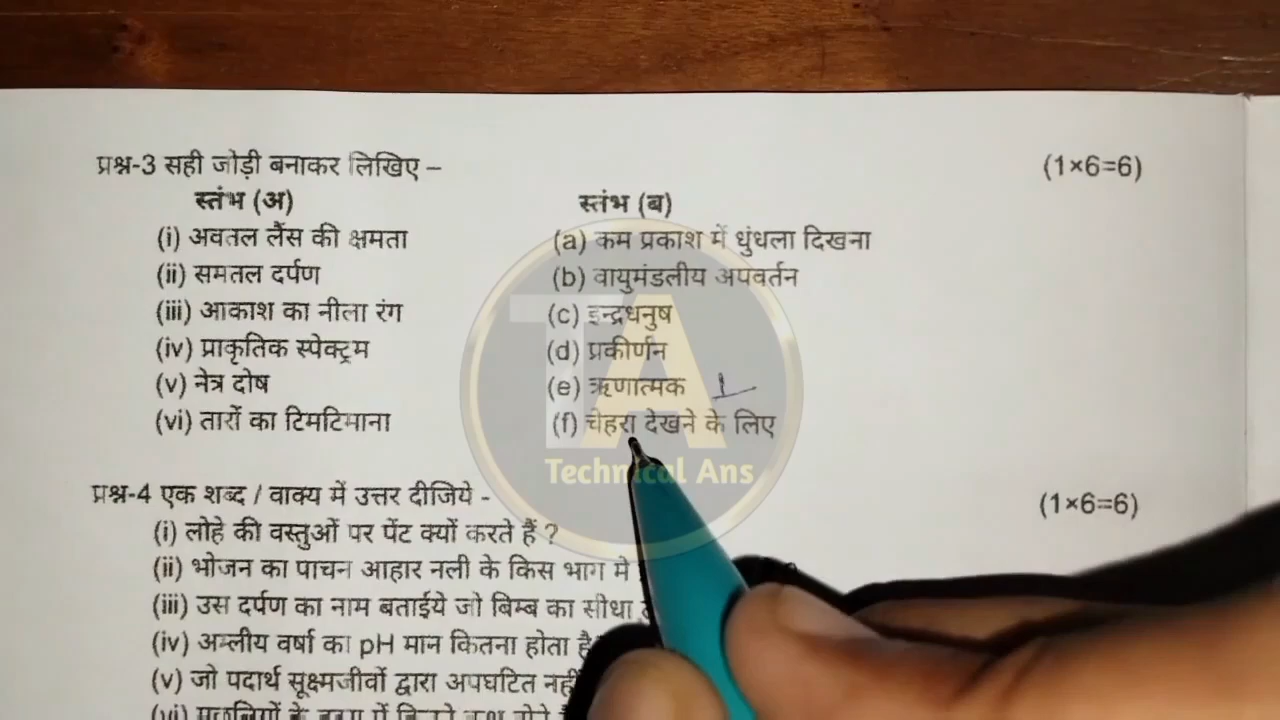 प्रश्न-3 सही जोड़ी बनाकर लिखिए – (1×6=6)
स्तंभ (अ) स्तंभ (ब)
(i) अवतल लैंस की क्षमता (a) कम प्रकाश में धुंधला दिखना
(ii) समतल दर्पण (b) वायुमंडलीय अपवर्तन
(iii) आकाश का नीला रंग (c) इन्द्रधनुष
(iv) प्राकृतिक स्पेक्ट्रम (d) प्रकीर्णन
(v) नेत्र दोष (e) ऋणात्मक 1
(vi) तारों का टिमटिमाना (f) चेहरा देखने के लिए
TA
Technical Ans
प्रश्न-4 एक शब्द / वाक्य में उत्तर दीजिये - (1×6=6)
(i) लोहे की वस्तुओं पर पेंट क्यों करते हैं ?
(ii) भोजन का पाचन आहार नली के किस भाग मे
(iii) उस दर्पण का नाम बताईये जो बिम्ब का सीधा
(iv) अम्लीय वर्षा का pH मान कितना होता है
(v) जो पदार्थ सूक्ष्मजीवों द्वारा अपघटित नहीं
(vi)